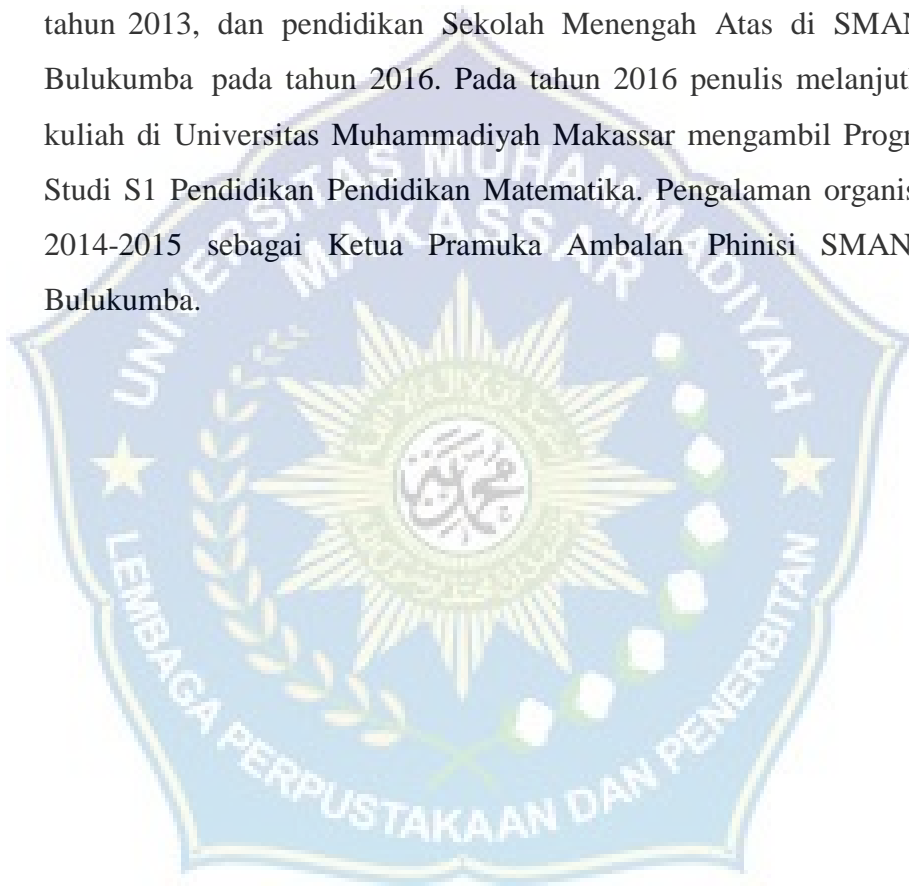 tahun 2013, dan pendidikan Sekolah Menengah Atas di SMAN
Bulukumba pada tahun 2016. Pada tahun 2016 penulis melanjut
kuliah di Universitas Muhammadiyah Makassar mengambil Progr
Studi S1 Pendidikan Pendidikan Matematika. Pengalaman organis
2014-2015 sebagai Ketua Pramuka Ambalan Phinisi SMAN
Bulukumba.
UNIVERSITAS MUHAMMADIYAH
MAKASSAR
LEMBAGA PERPUSTAKAAN DAN PENERBITAN